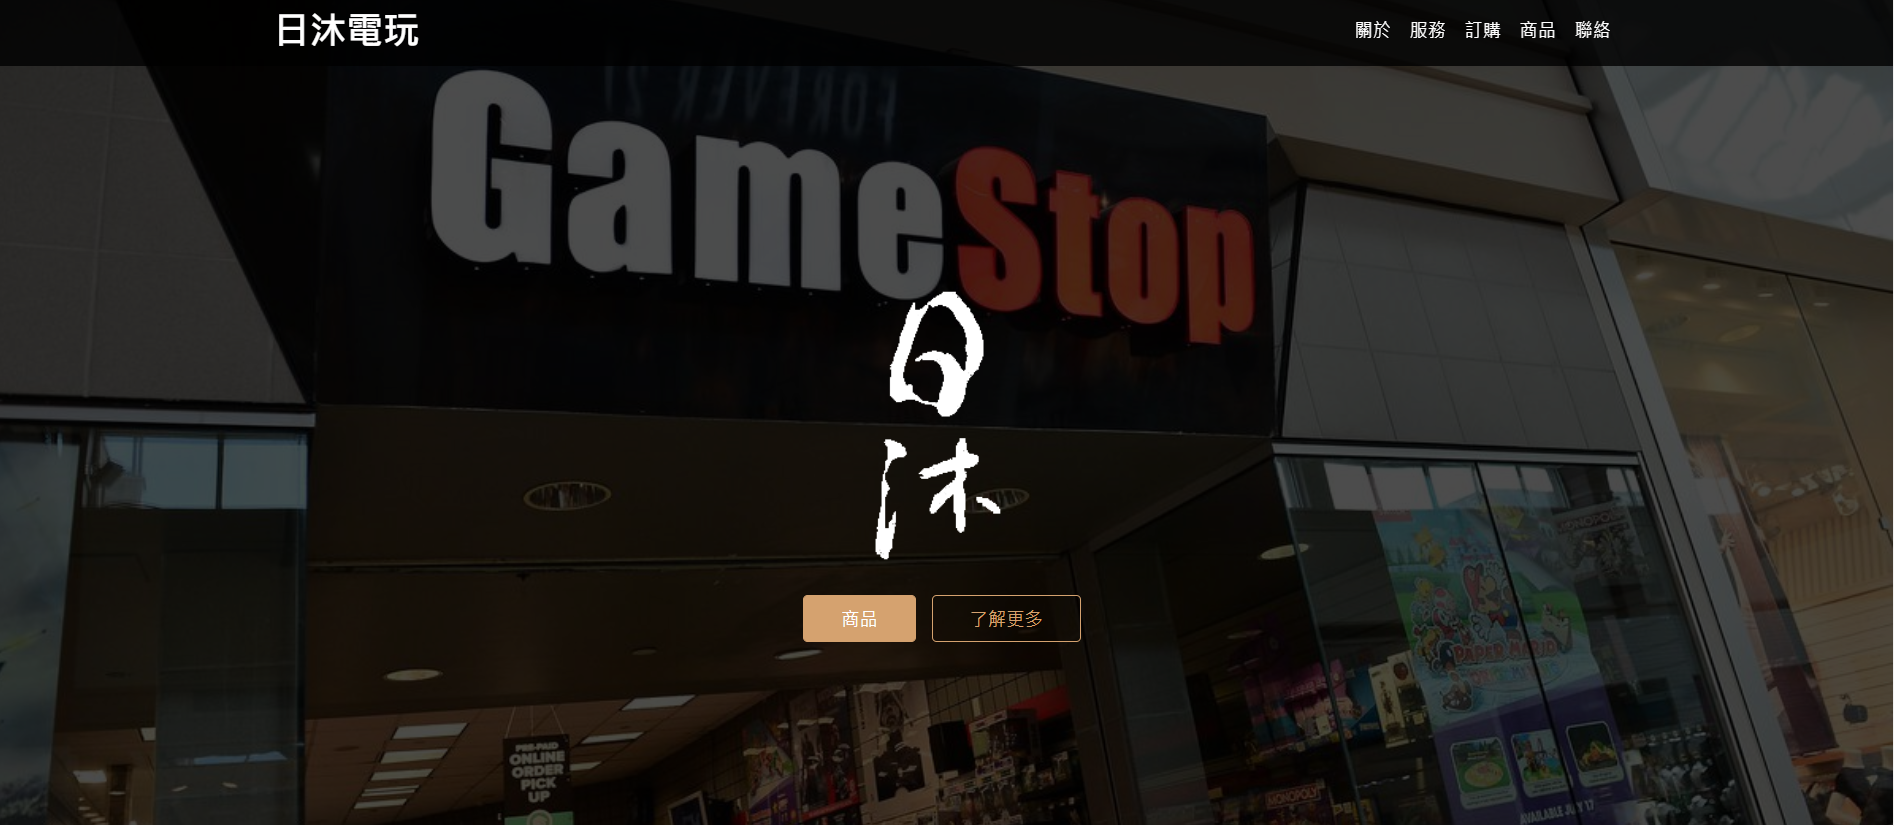 日沐電玩
關於 服務 訂購 商品 聯絡
FOREVER 21
GameStop
日
沐
商品 了解更多
MONOPOLY
PAPER MARIO
PRE-PAID
ONLINE
ORDER
PICK
UP
MONOPOLY
AVAILABLE JULY 17